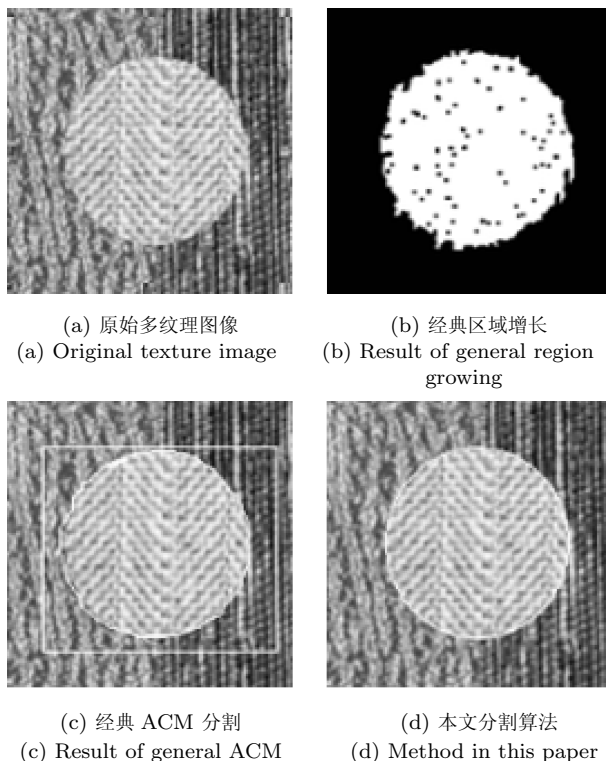 (a) 原始多纹理图像
(a) Original texture image
(b) 经典区域增长
(b) Result of general region
growing
(c) 经典 ACM 分割
(c) Result of general ACM
(d) 本文分割算法
(d) Method in this paper